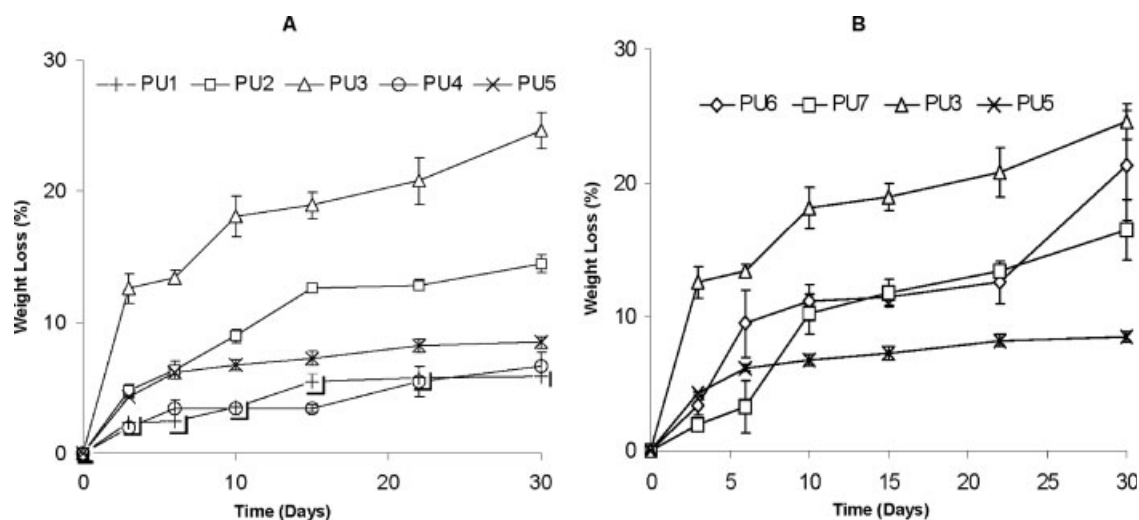 A
30
PU1 PU2 PU3 PU4 PU5
20
10
0
Weight Loss (%)
0 10 20 30
Time (Days)
B
30
PU6 PU7 PU3 PU5
20
10
0
Weight Loss (%)
0 5 10 15 20 25 30
Time (Days)